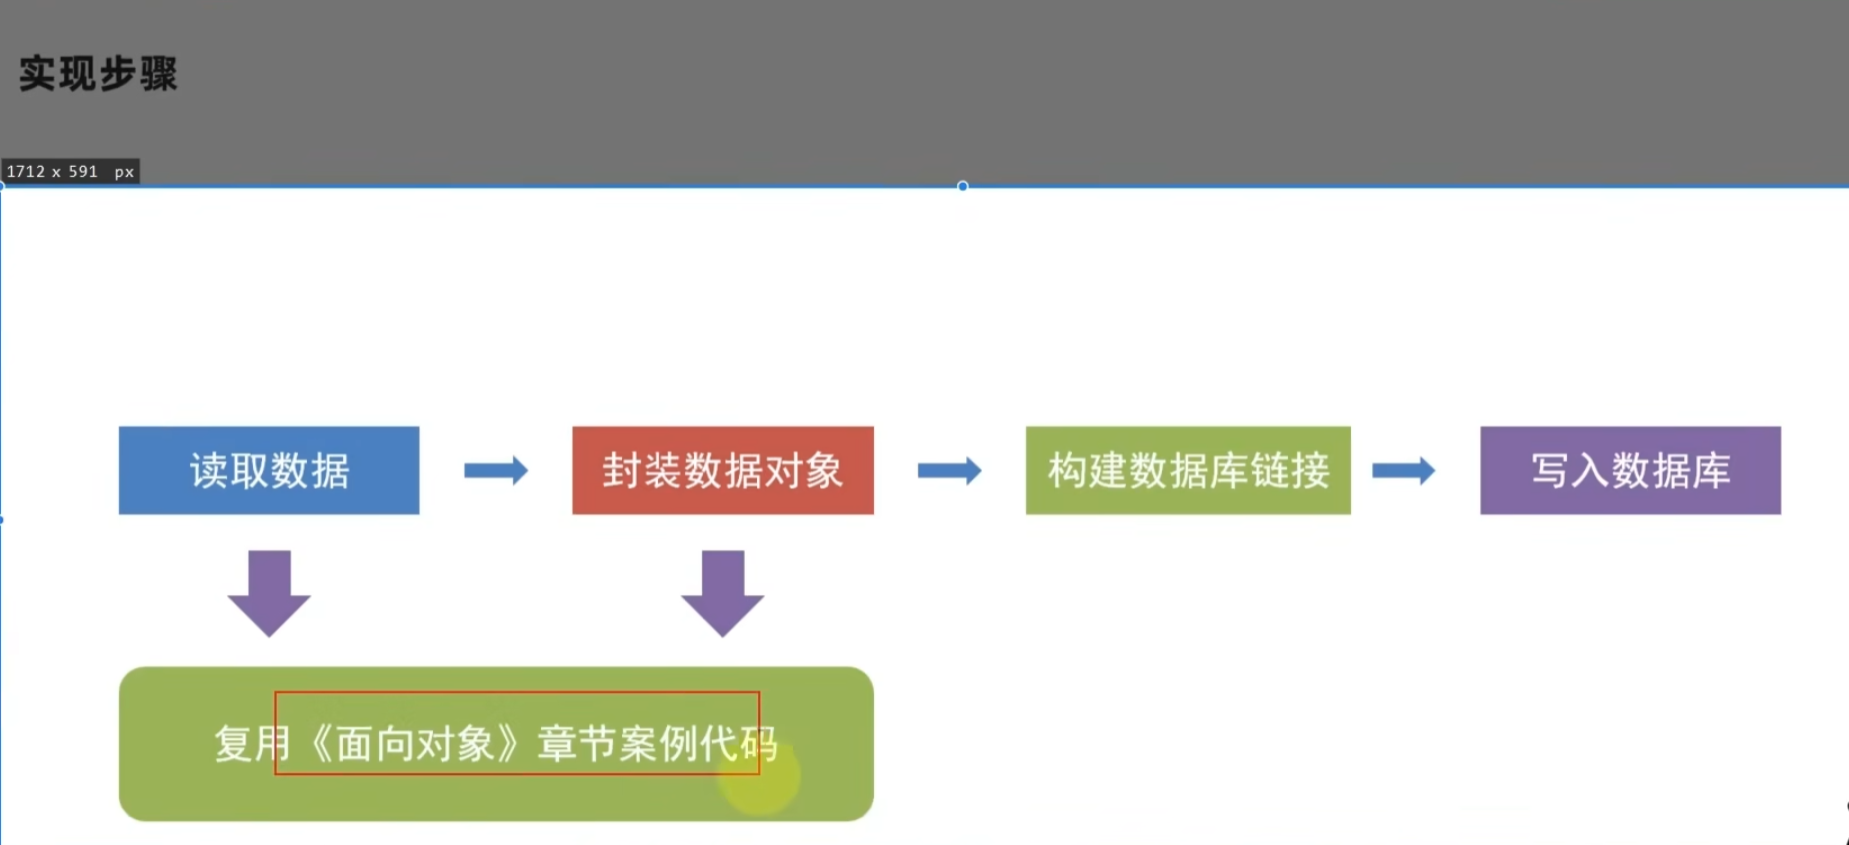 实现步骤
1712 x 591 px
读取数据
封装数据对象
构建数据库链接
写入数据库
复用《面向对象》章节案例代码